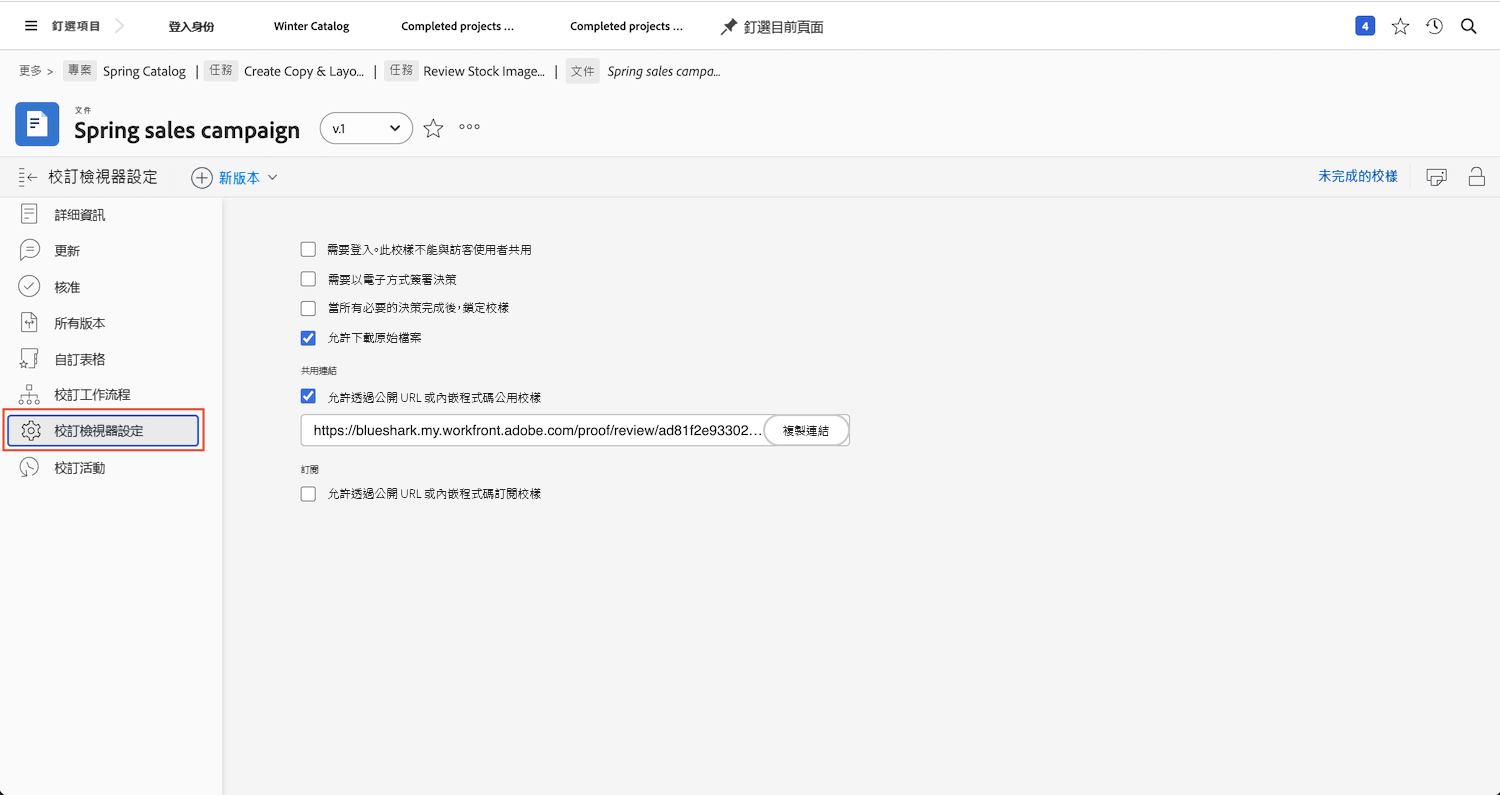 釘選項目 登入身份 Winter Catalog Completed projects ... Completed projects ... 釘選目前頁面 4
更多 > 專案 Spring Catalog | 任務 Create Copy & Layo... | 任務 Review Stock Image... | 文件 Spring sales campa...
文件
Spring sales campaign v.1
校訂檢視器設定 新版本 未完成的校樣
詳細資訊
更新
核准
所有版本
自訂表格
校訂工作流程
校訂檢視器設定
校訂活動
需要登入。此校樣不能與訪客使用者共用
需要以電子方式簽署決策
當所有必要的決策完成後，鎖定校樣
允許下載原始檔案
共用連結
允許透過公開 URL 或內嵌程式碼公用校樣
https://blueshark.my.workfront.adobe.com/proof/review/ad81f2e93302... 複製連結
訂閱
允許透過公開 URL 或內嵌程式碼訂閱校樣